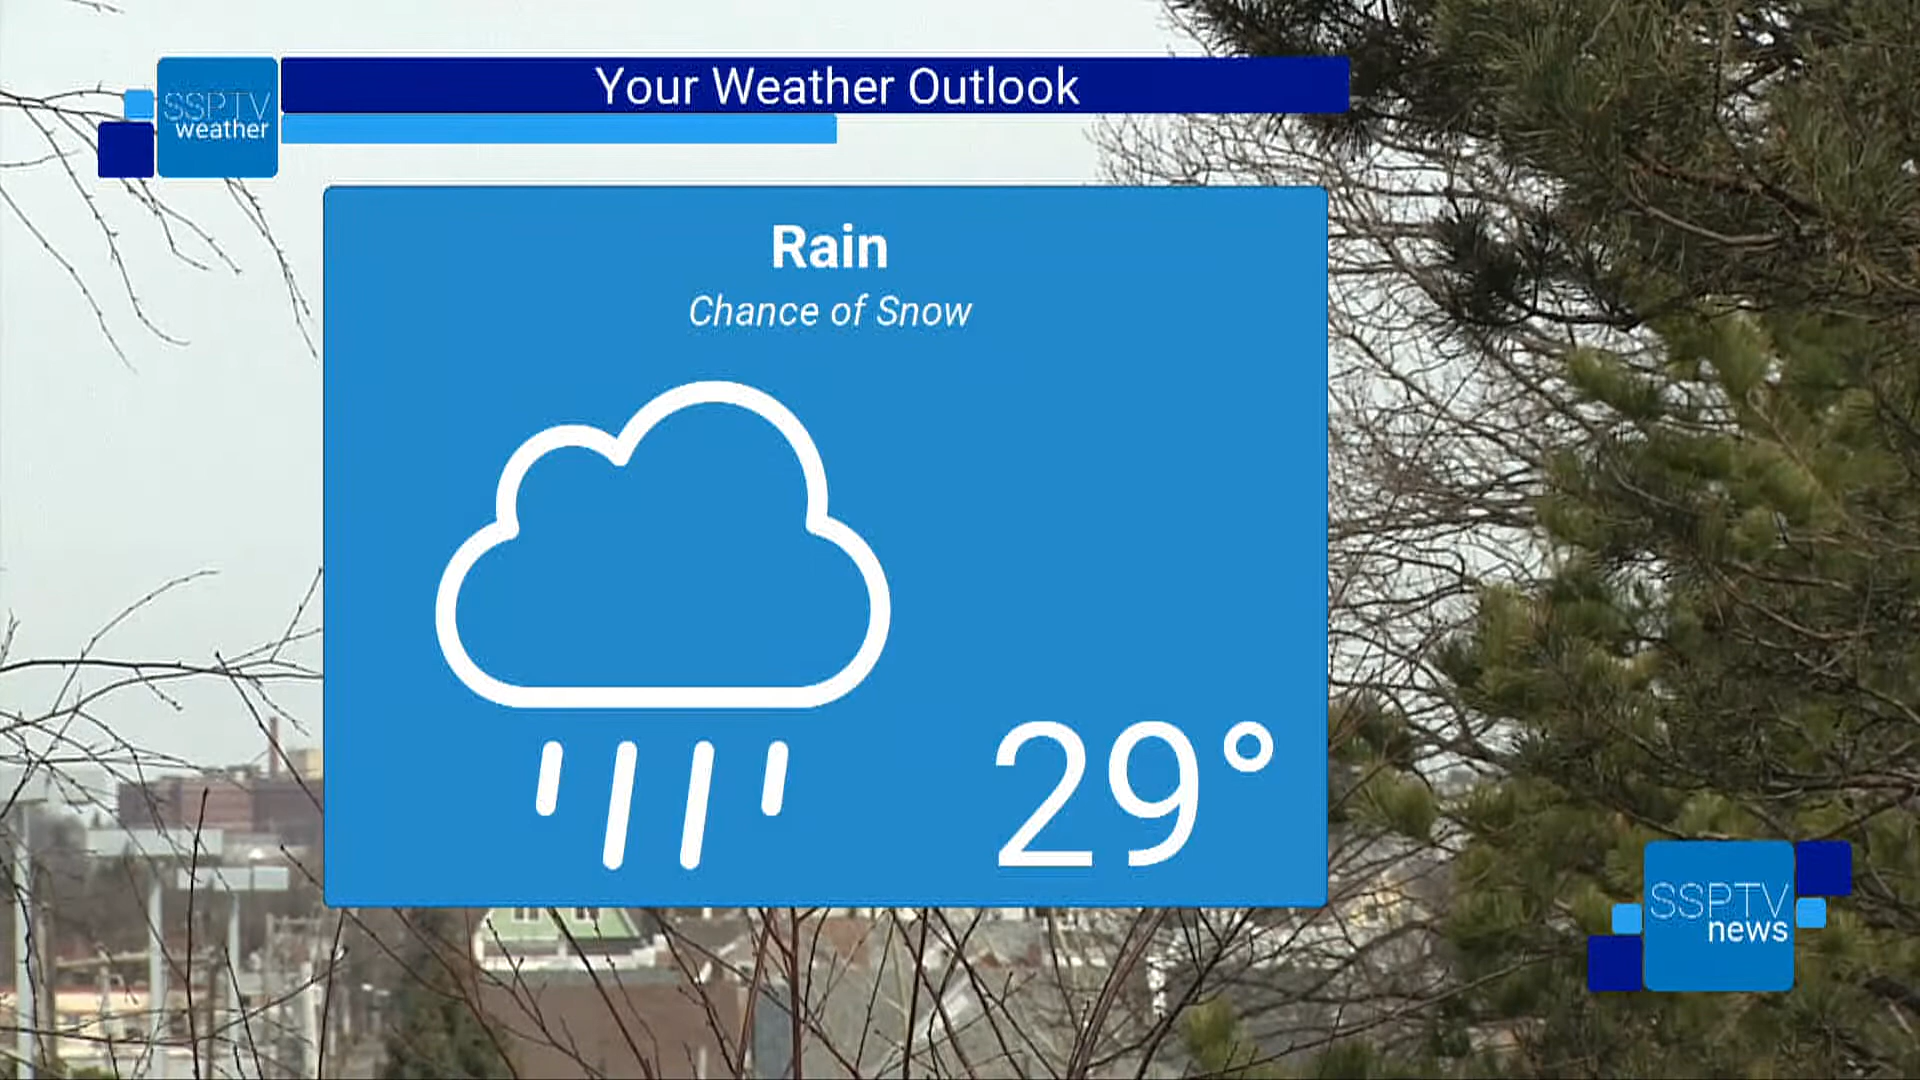 Your Weather Outlook
SSPTV
weather
Rain
Chance of Snow
29°
SSPTV
news